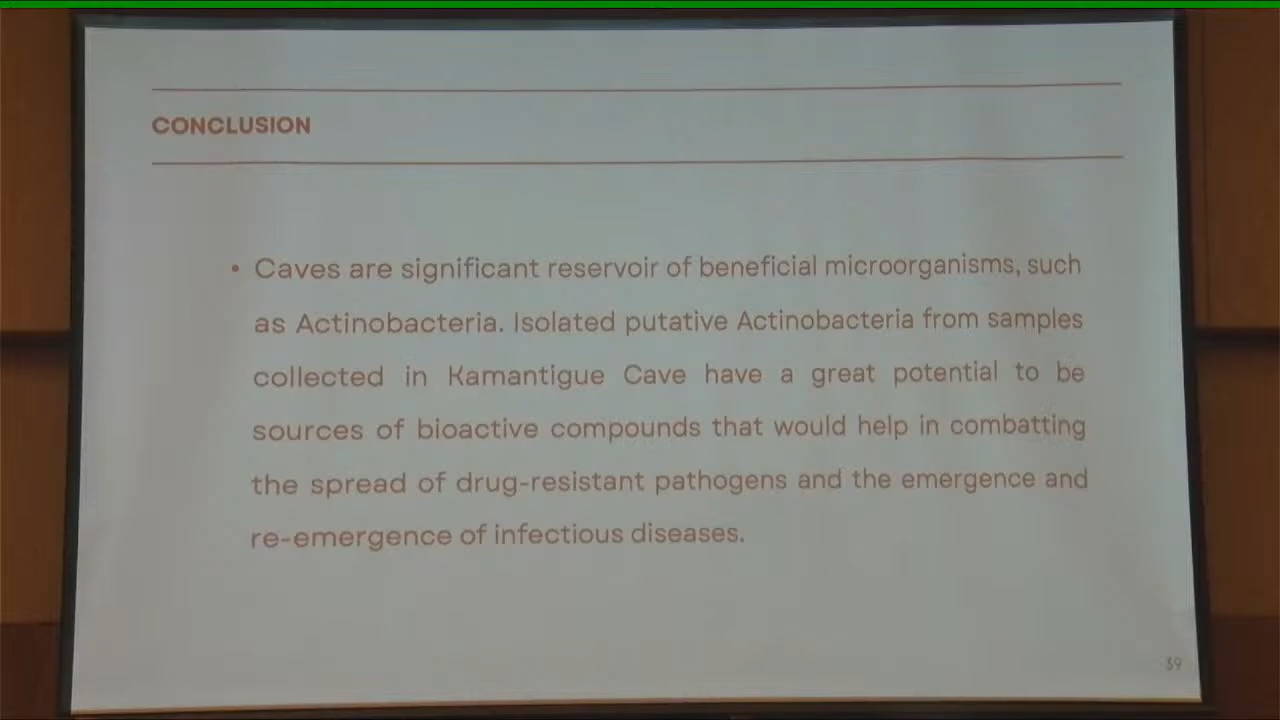 CONCLUSION
• Caves are significant reservoir of beneficial microorganisms, such
as Actinobacteria. Isolated putative Actinobacteria from samples
collected in Kamantigue Cave have a great potential to be
sources of bioactive compounds that would help in combatting
the spread of drug-resistant pathogens and the emergence and
re-emergence of infectious diseases.
39